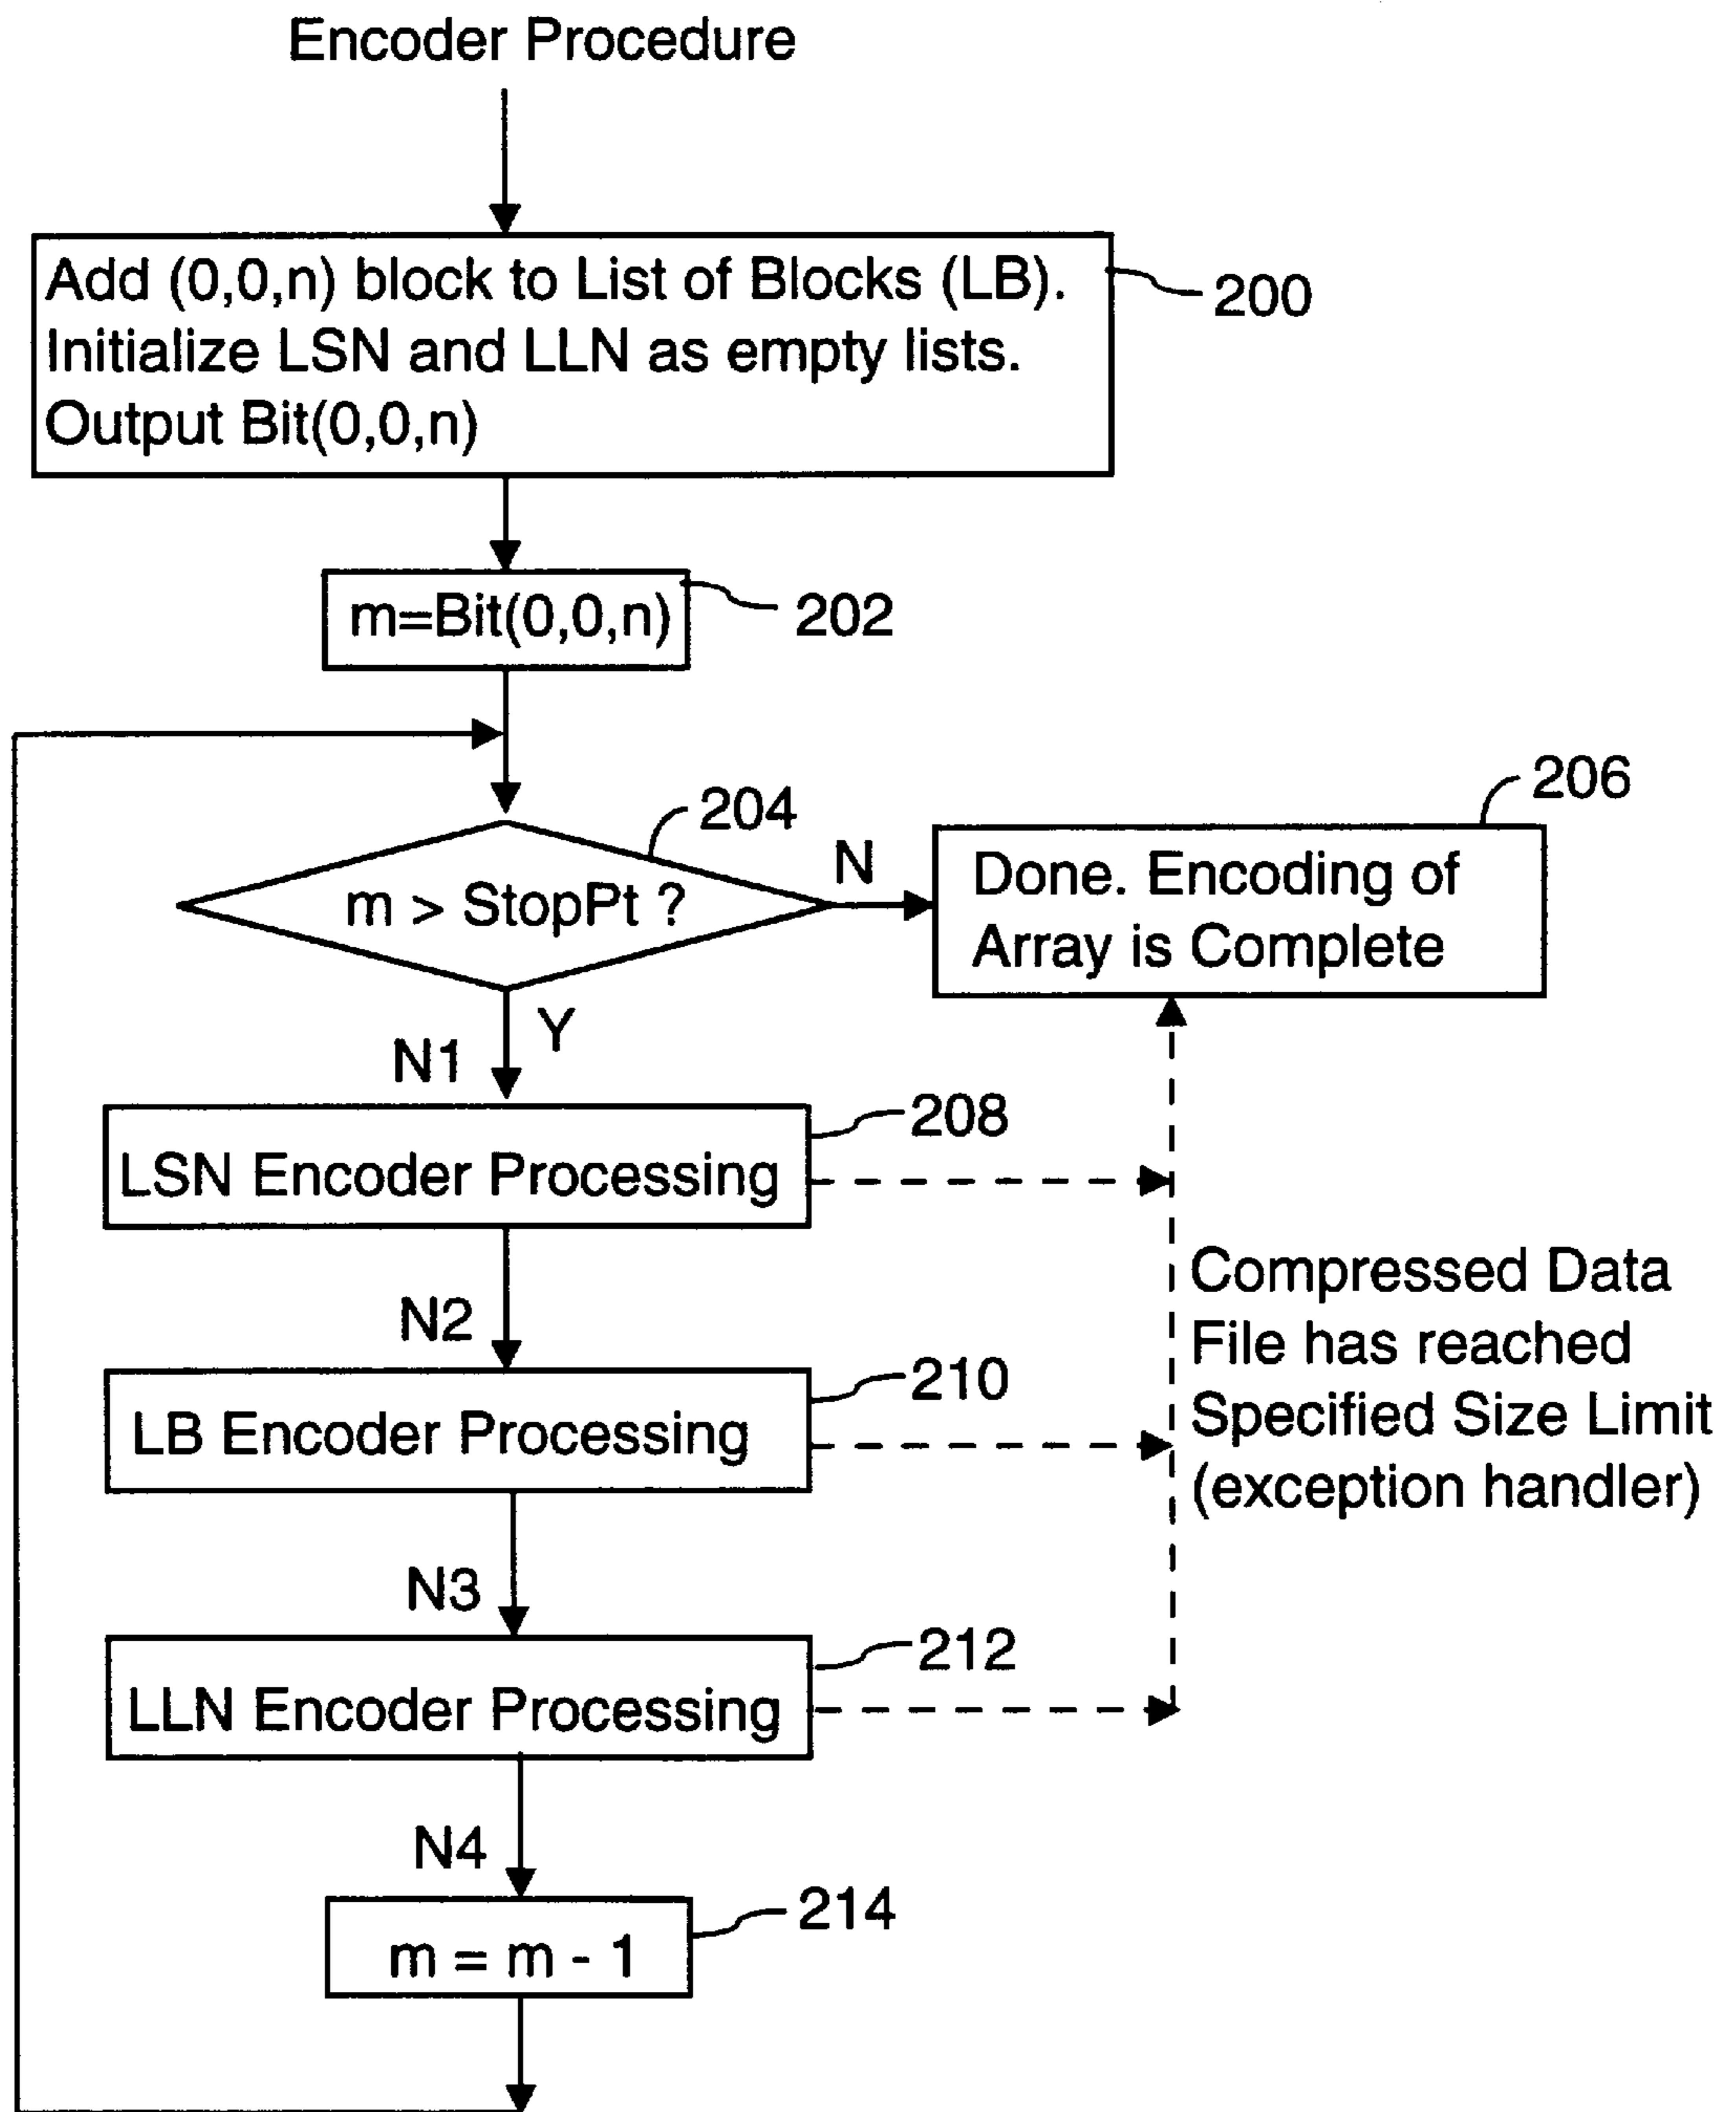 Encoder Procedure
Add (0,0,n) block to List of Blocks (LB).
Initialize LSN and LLN as empty lists.
Output Bit(0,0,n)
200
m=Bit(0,0,n)
202
204
206
m > StopPt ?
N
Done. Encoding of
Array is Complete
Y
N1
208
LSN Encoder Processing
Compressed Data
File has reached
Specified Size Limit
(exception handler)
N2
210
LB Encoder Processing
N3
212
LLN Encoder Processing
N4
214
m = m - 1